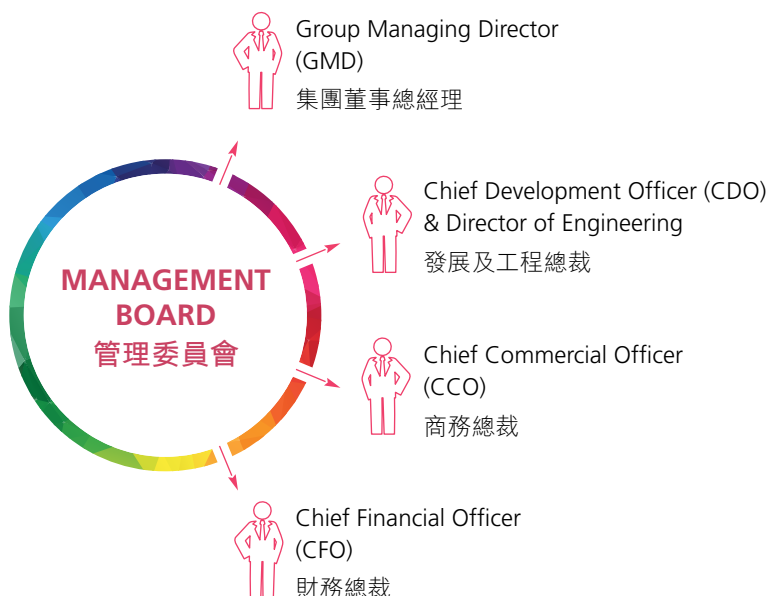 Group Managing Director
(GMD)
集團董事總經理
Chief Development Officer (CDO)
& Director of Engineering
發展及工程總裁
MANAGEMENT
BOARD
管理委員會
Chief Commercial Officer
(CCO)
商務總裁
Chief Financial Officer
(CFO)
財務總裁